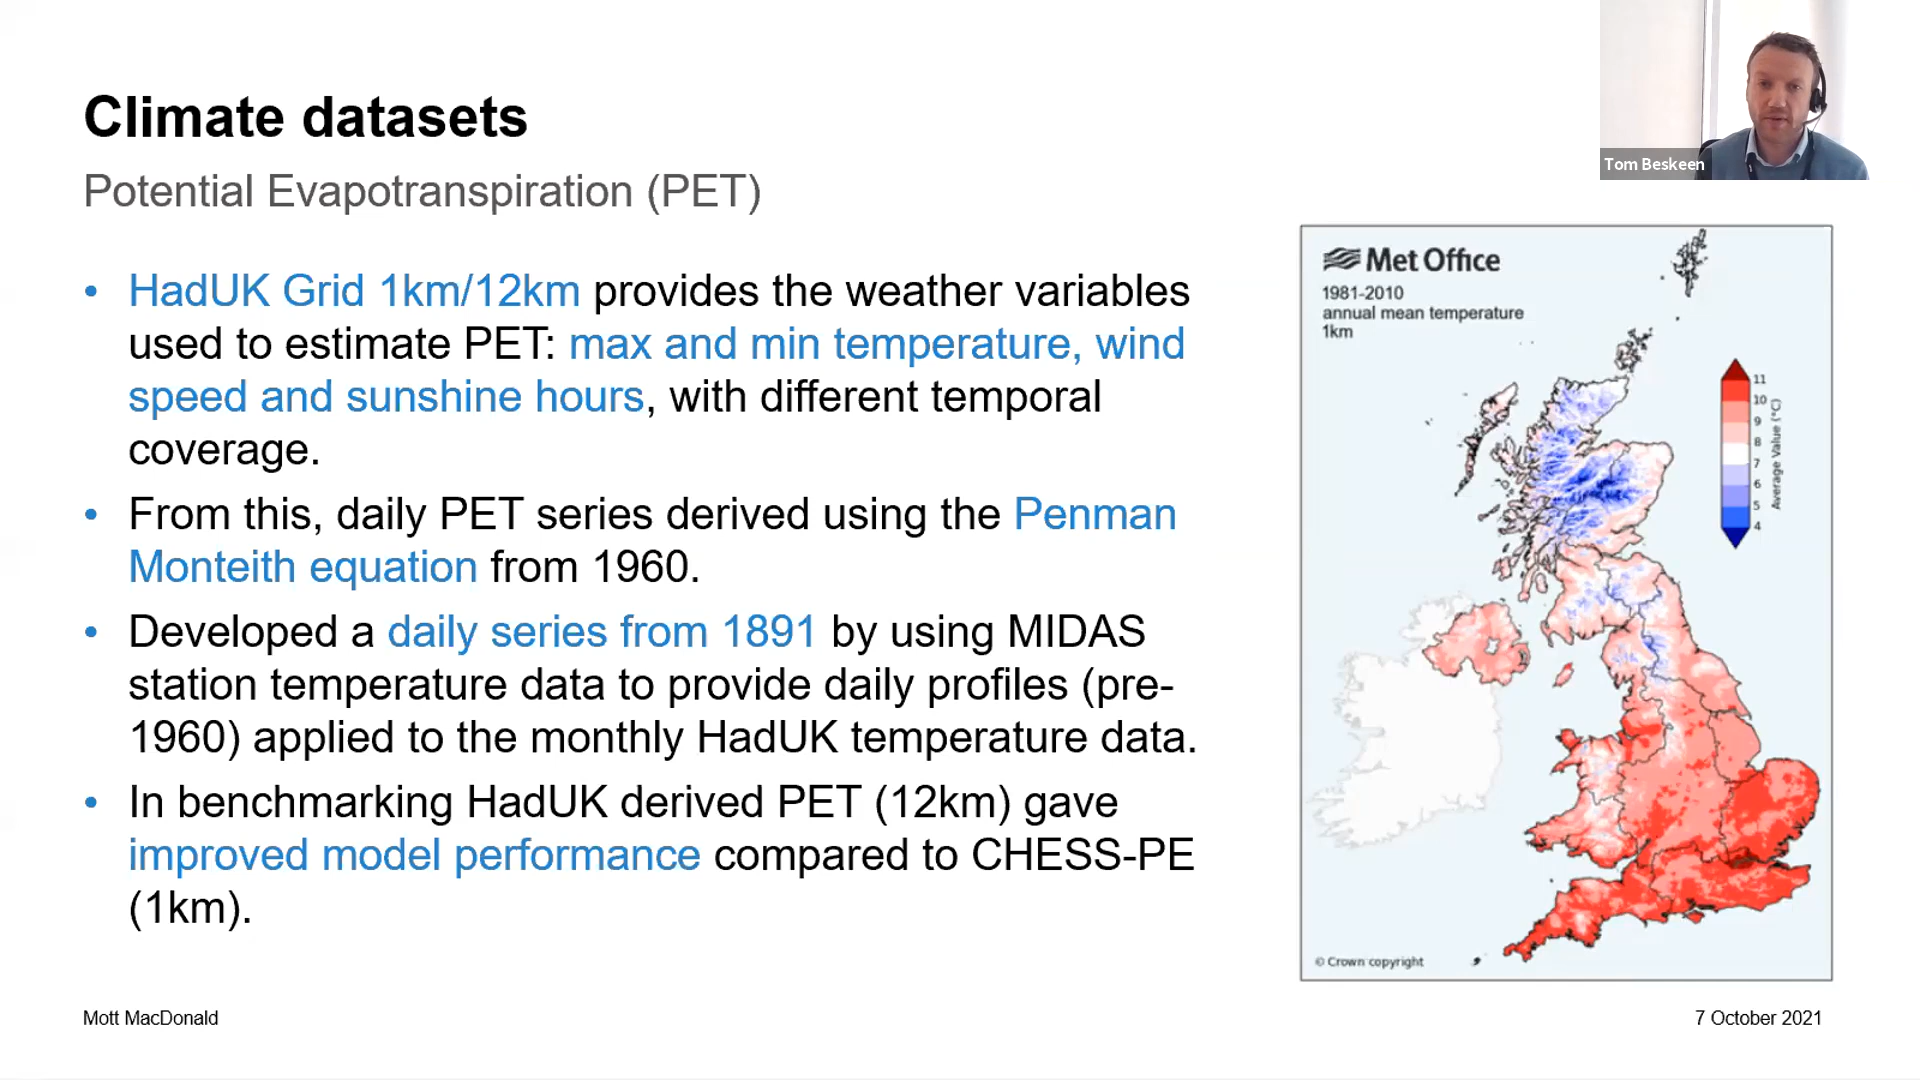 Climate datasets
Potential Evapotranspiration (PET)
Tom Beskeen
• HadUK Grid 1km/12km provides the weather variables
used to estimate PET: max and min temperature, wind
speed and sunshine hours, with different temporal
coverage.
• From this, daily PET series derived using the Penman
Monteith equation from 1960.
• Developed a daily series from 1891 by using MIDAS
station temperature data to provide daily profiles (pre-
1960) applied to the monthly HadUK temperature data.
• In benchmarking HadUK derived PET (12km) gave
improved model performance compared to CHESS-PE
(1km).
Met Office
1981-2010
annual mean temperature
1km
11
10
9
8
7
6
5
4
Average Value (°C)
© Crown copyright
Mott MacDonald
7 October 2021